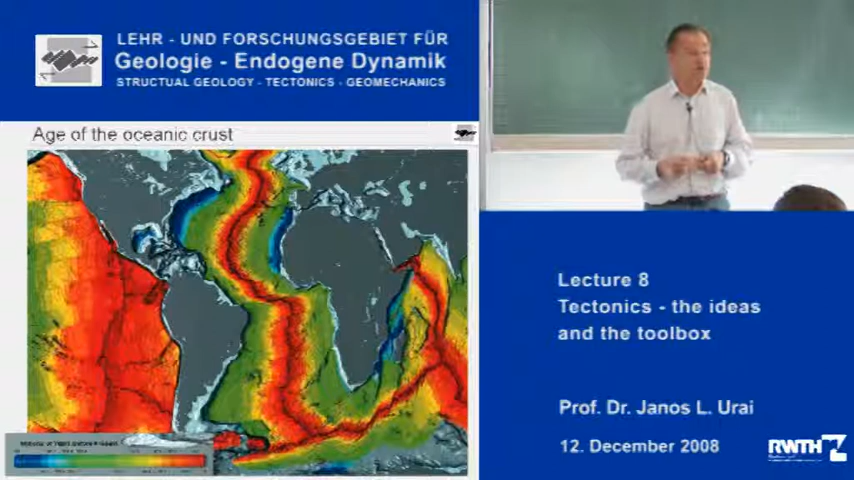 LEHR - UND FORSCHUNGSGEBIET FÜR
Geologie - Endogene Dynamik
STRUCTURAL GEOLOGY - TECTONICS - GEOMECHANICS
Age of the oceanic crust
Lecture 8
Tectonics - the ideas
and the toolbox
Prof. Dr. Janos L. Urai
12. December 2008
RWTH